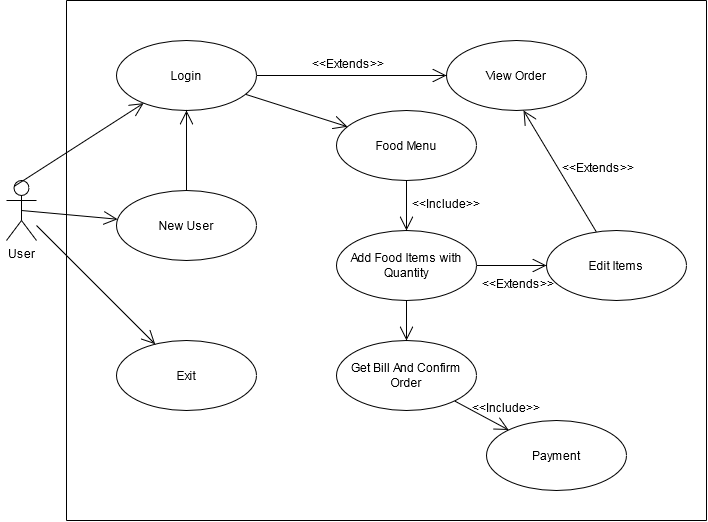 Login
<<Extends>>
View Order
Food Menu
<<Extends>>
<<Include>>
New User
User
Add Food Items with
Quantity
Edit Items
<<Extends>>
Get Bill And Confirm
Order
Exit
<<Include>>
Payment